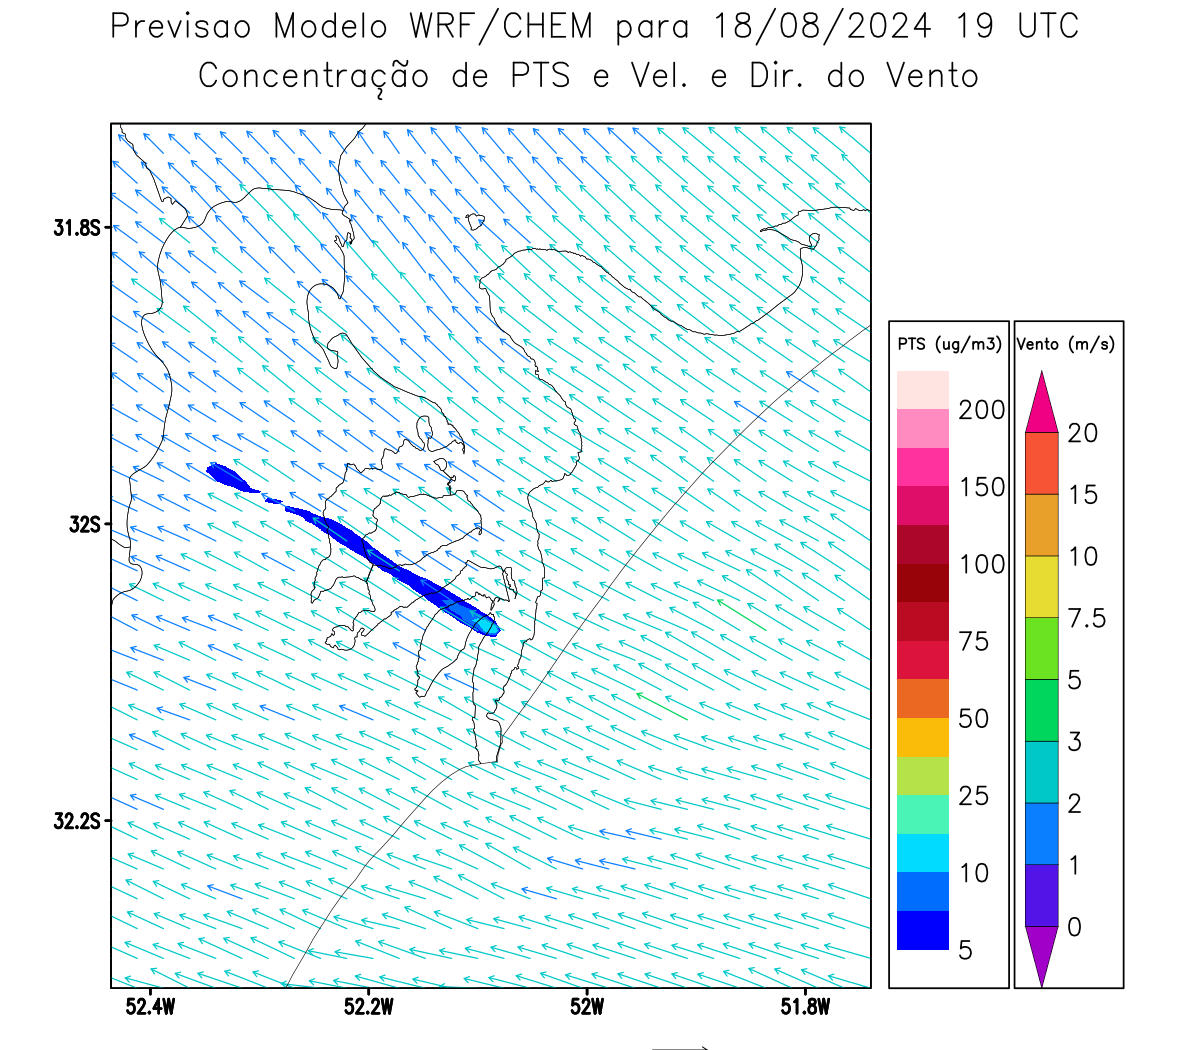 Previsao Modelo WRF/CHEM para 18/08/2024 19 UTC
Concentração de PTS e Vel. e Dir. do Vento
31.8S
32S
32.2S
52.4W
52.2W
52W
51.8W
PTS (ug/m3)
200
150
100
75
50
25
10
5
Vento (m/s)
20
15
10
7.5
5
3
2
1
0